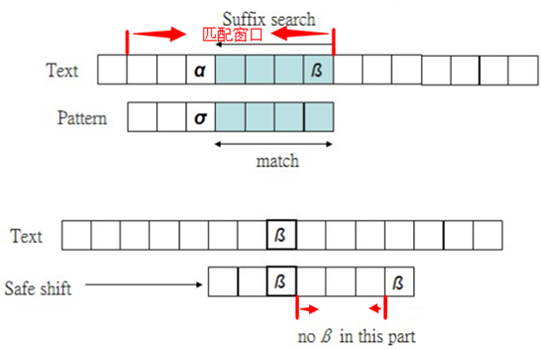 Suffix search
匹配窗口
Text α ß
Pattern σ
match
Text ß
Safe shift ß ß
no ß in this part